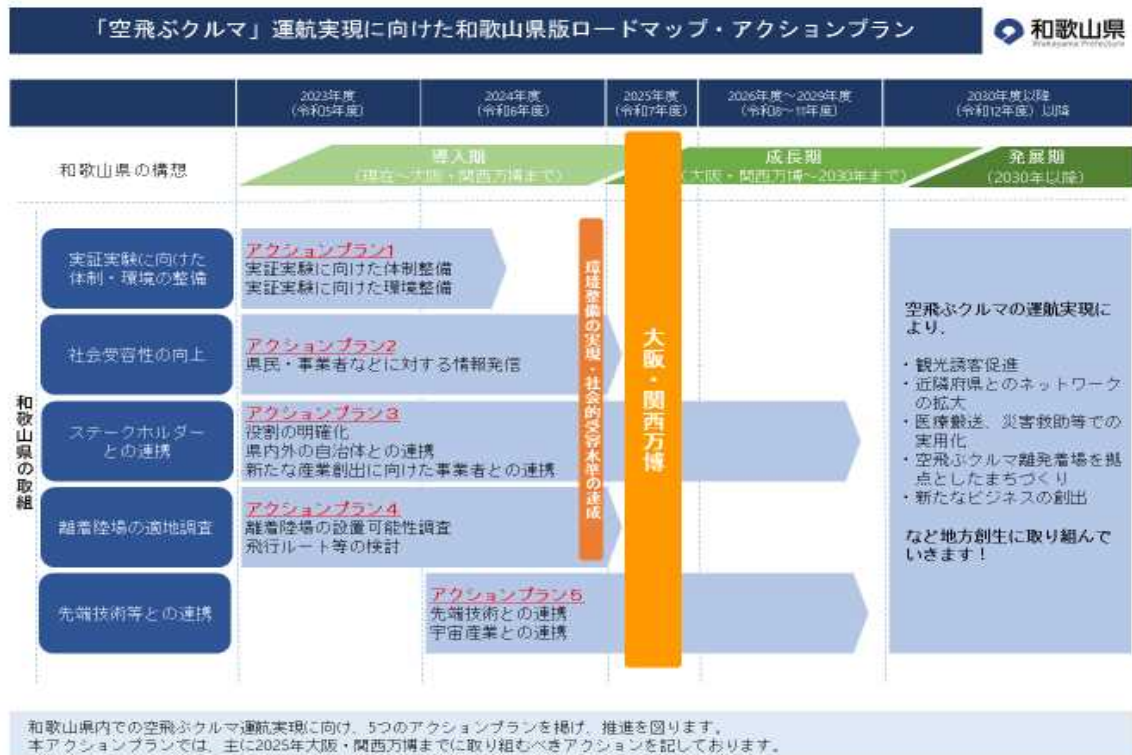 「空飛ぶクルマ」運航実現に向けた和歌山県版ロードマップ・アクションプラン
和歌山県
Wakayama Prefecture
2023年度
(令和5年度)
2024年度
(令和6年度)
2025年度
(令和7年度)
2026年度～2029年度
(令和8～11年度)
2030年度以降
(令和12年度)以降
和歌山県の構想
導入期
(現在～大阪・関西万博まで)
成長期
(大阪・関西万博～2030年まで)
発展期
(2030年以降)
和歌山県の取組
実証実験に向けた
体制・環境の整備
アクションプラン1
実証実験に向けた体制整備
実証実験に向けた環境整備
社会受容性の向上
アクションプラン2
県民・事業者などに対する情報発信
ステークホルダー
との連携
アクションプラン3
役割の明確化
県内外の自治体との連携
新たな産業創出に向けた事業者との連携
離着陸場の適地調査
アクションプラン4
離着陸場の設置可能性調査
飛行ルート等の検討
先端技術等との連携
アクションプラン5
先端技術との連携
宇宙産業との連携
環境整備の実現・社会的受容水準の達成
大阪・関西万博
空飛ぶクルマの運航実現に
より、
・観光誘客促進
・近隣府県とのネットワーク
の拡大
・医療搬送、災害救助等での
実用化
・空飛ぶクルマ離発着場を拠
点としたまちづくり
・新たなビジネスの創出
など地方創生に取り組んで
いきます！
和歌山県内での空飛ぶクルマ運航実現に向け、5つのアクションプランを掲げ、推進を図ります。
本アクションプランでは、主に2025年大阪・関西万博までに取り組むべきアクションを記しております。